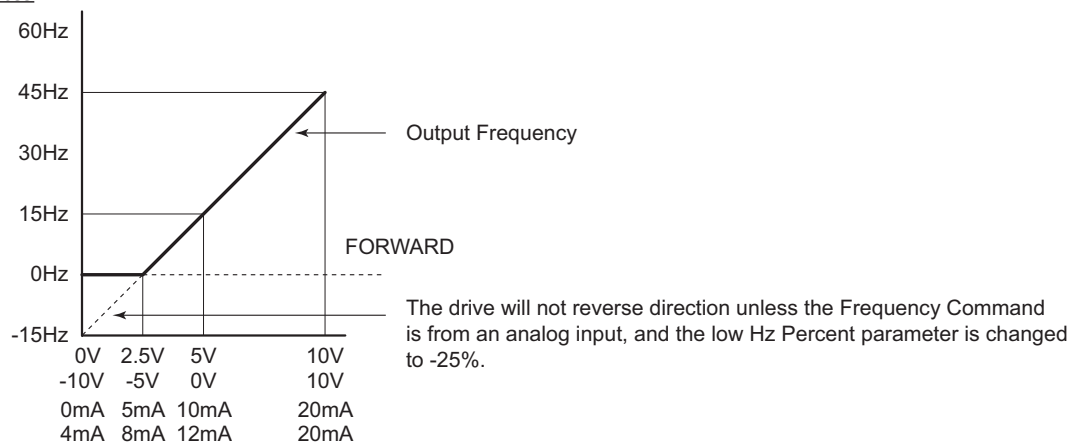 60Hz
45Hz
Output Frequency
30Hz
15Hz
FORWARD
0Hz
The drive will not reverse direction unless the Frequency Command
is from an analog input, and the low Hz Percent parameter is changed
to -25%.
-15Hz
0V 2.5V 5V 10V
-10V -5V 0V 10V
0mA 5mA 10mA 20mA
4mA 8mA 12mA 20mA